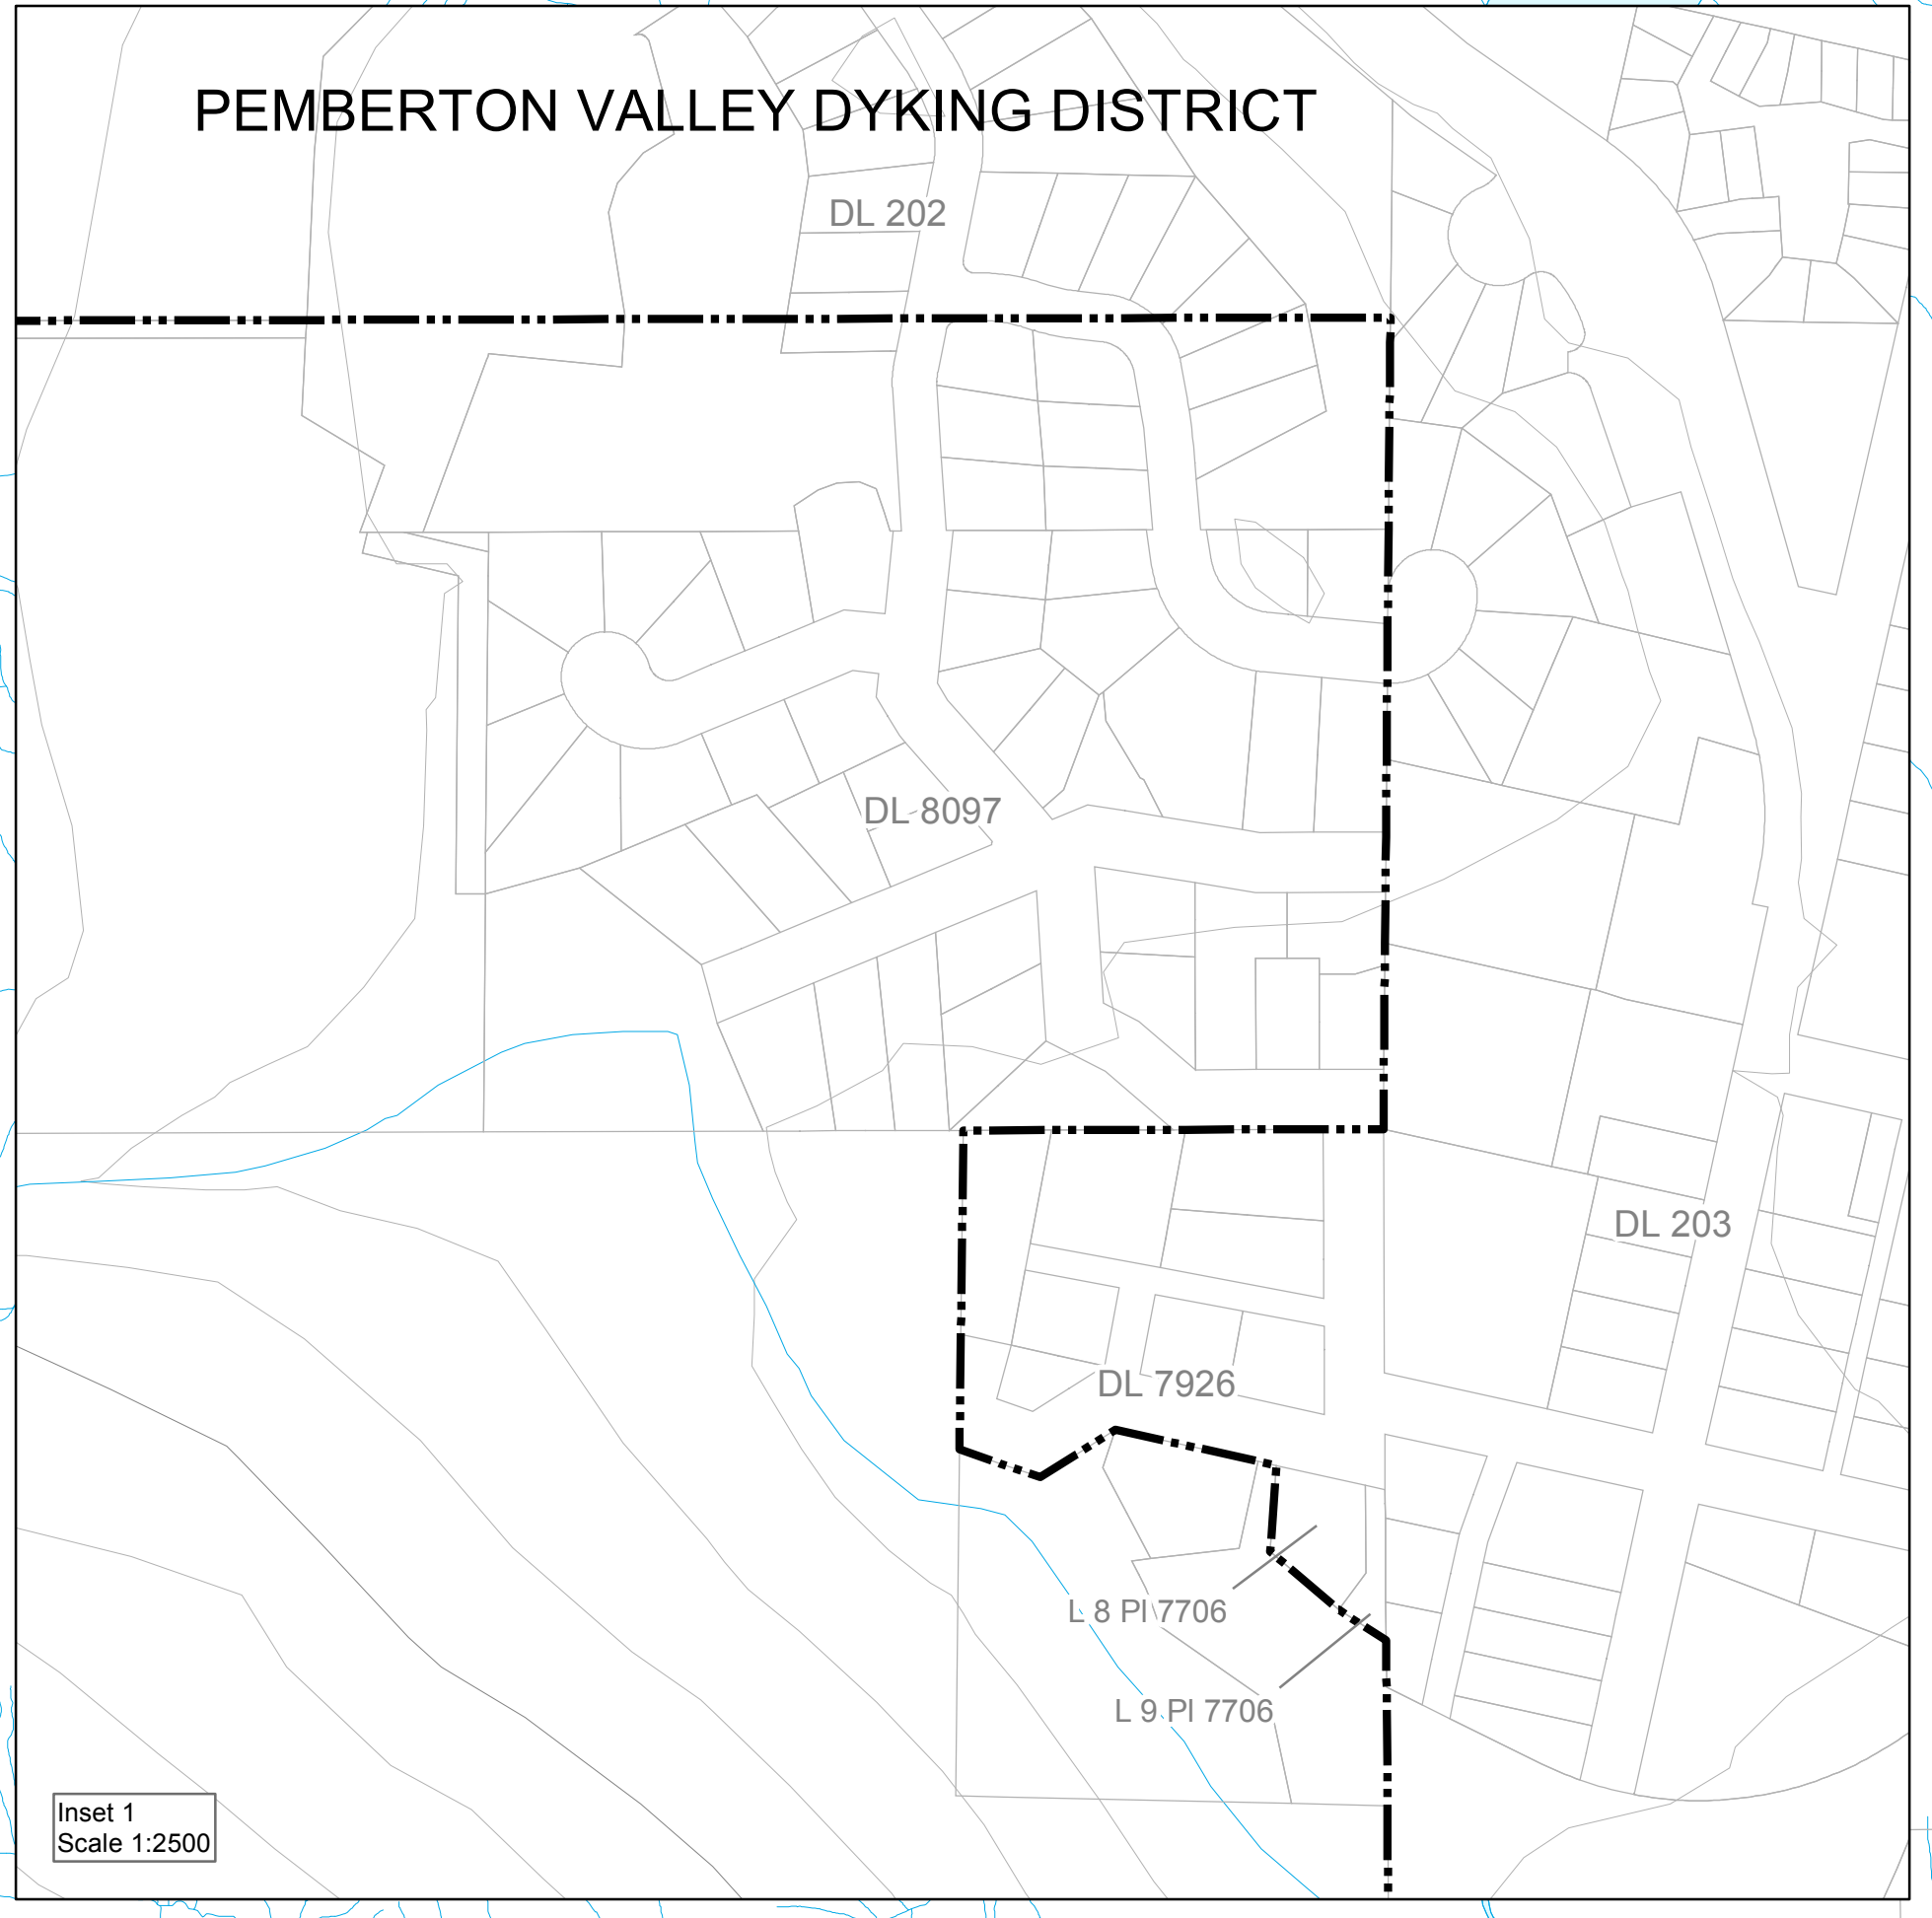 PEMBERTON VALLEY DYKING DISTRICT
DL 202
DL 8097
DL 203
DL 7926
L 8 Pl 7706
L 9 Pl 7706
Inset 1
Scale 1:2500